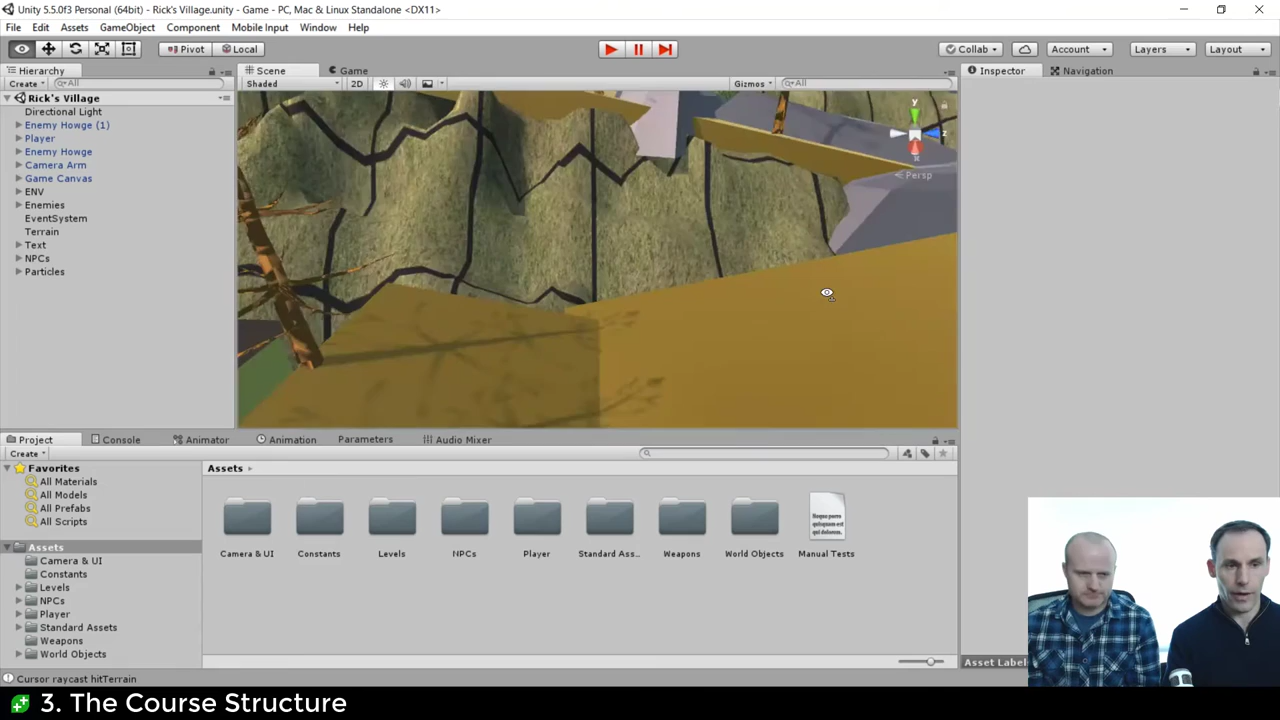 Unity 5.5.0f3 Personal (64bit) - Rick's Village.unity - Game - PC, Mac & Linux Standalone <DX11>
File Edit Assets GameObject Component Mobile Input Window Help
Pivot Local Collab Account Layers Layout
Hierarchy Scene Game Inspector Navigation
Create All Shaded 2D Gizmos All
Rick's Village
Directional Light
Enemy Howge (1)
Player
Enemy Howge
Camera Arm
Game Canvas
ENV
Enemies
EventSystem
Terrain
Text
NPCs
Particles
y
z
Persp
Project Console Animator Animation Parameters Audio Mixer
Create
Favorites
All Materials
All Models
All Prefabs
All Scripts
Assets
Camera & UI
Constants
Levels
NPCs
Player
Standard Assets
Weapons
World Objects
Assets
Camera & UI Constants Levels NPCs Player Standard Ass... Weapons World Objects Manual Tests
Asset Label
Cursor raycast hitTerrain
3. The Course Structure